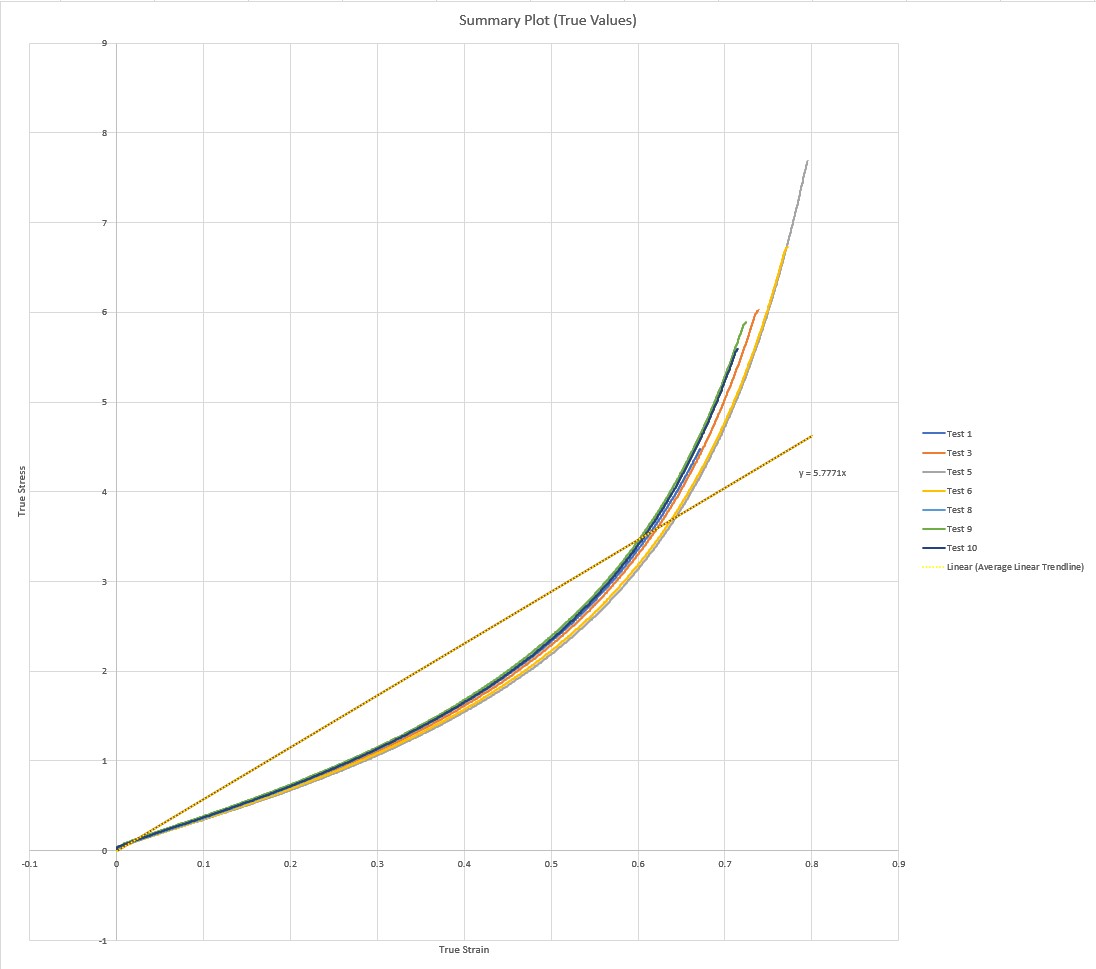 Summary Plot (True Values)
9
8
7
6
5
4
3
2
1
0
-1
-0.1
0
0.1
0.2
0.3
0.4
0.5
0.6
0.7
0.8
0.9
True Stress
True Strain
y = 5.7771x
Test 1
Test 3
Test 5
Test 6
Test 8
Test 9
Test 10
Linear (Average Linear Trendline)